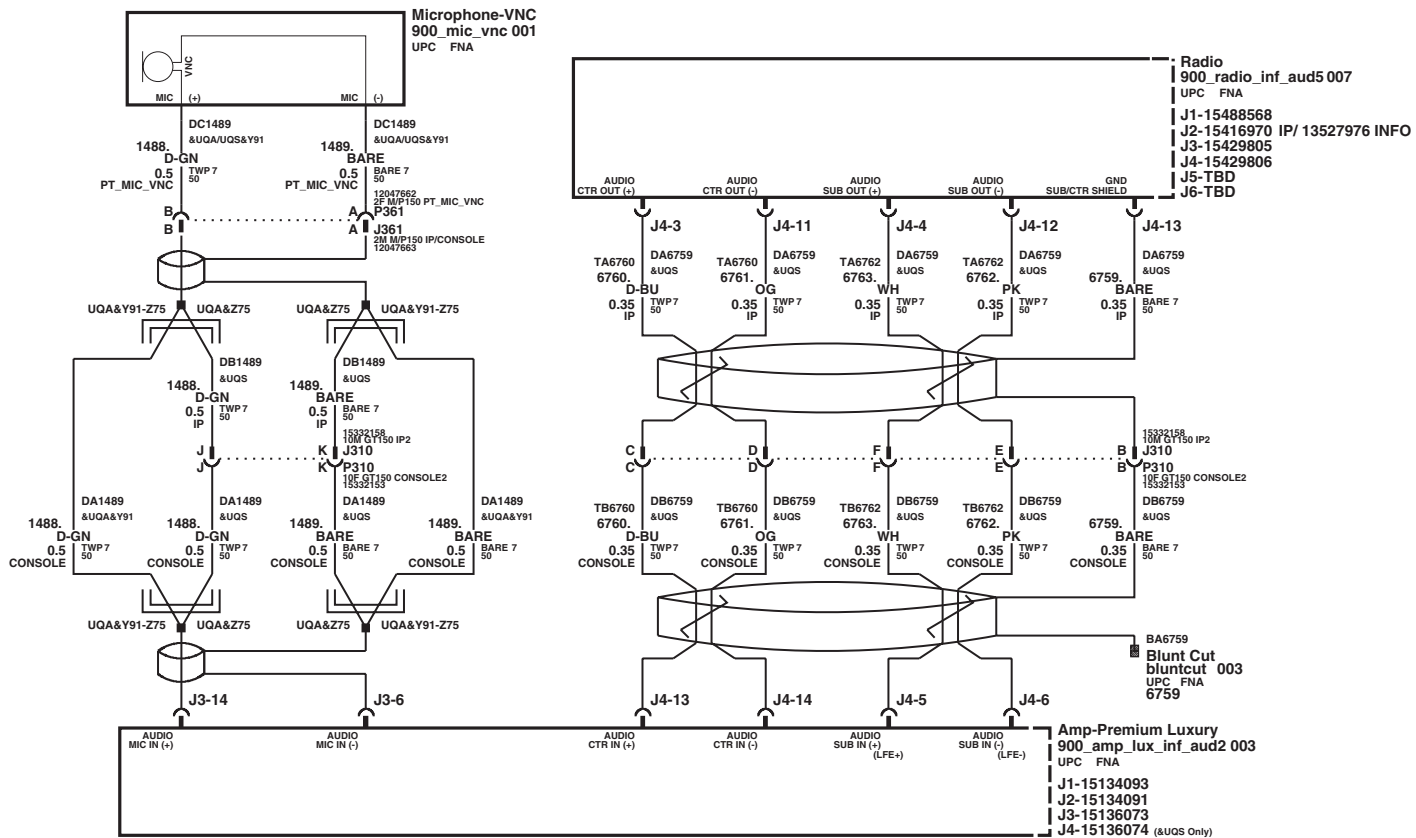 Microphone-VNC
900_mic_vnc 001
UPC FNA
VNC
MIC (+)
MIC (-)
DC1489
&UQA/UQS&Y91
1488.
D-GN
0.5
TWP 7
50
PT_MIC_VNC
DC1489
&UQA/UQS&Y91
1489.
BARE
0.5
BARE 7
50
PT_MIC_VNC
12047662
2F M/P150 PT_MIC_VNC
B
A
P361
B
A
J361
2M M/P150 IP/CONSOLE
12047663
UQA&Y91-Z75
UQA&Z75
UQA&Z75
UQA&Y91-Z75
DB1489
&UQS
1488.
D-GN
0.5
TWP 7
50
IP
DB1489
&UQS
1489.
BARE
0.5
BARE 7
50
IP
15332158
10M GT150 IP2
J
K
J310
J
K
P310
10F GT150 CONSOLE2
15332153
DA1489
&UQA&Y91
1488.
D-GN
0.5
TWP 7
50
CONSOLE
DA1489
&UQS
1488.
D-GN
0.5
TWP 7
50
CONSOLE
DA1489
&UQS
1489.
BARE
0.5
BARE 7
50
CONSOLE
DA1489
&UQA&Y91
1489.
BARE
0.5
BARE 7
50
CONSOLE
UQA&Y91-Z75
UQA&Z75
UQA&Z75
UQA&Y91-Z75
J3-14
J3-6
Radio
900_radio_inf_aud5 007
UPC FNA
J1-15488568
J2-15416970 IP/ 13527976 INFO
J3-15429805
J4-15429806
J5-TBD
J6-TBD
AUDIO
CTR OUT (+)
AUDIO
CTR OUT (-)
AUDIO
SUB OUT (+)
AUDIO
SUB OUT (-)
GND
SUB/CTR SHIELD
J4-3
J4-11
J4-4
J4-12
J4-13
TA6760
DA6759
&UQS
6760.
D-BU
0.35
TWP 7
50
IP
TA6760
DA6759
&UQS
6761.
OG
0.35
TWP 7
50
IP
TA6762
DA6759
&UQS
6763.
WH
0.35
TWP 7
50
IP
TA6762
DA6759
&UQS
6762.
PK
0.35
TWP 7
50
IP
DA6759
&UQS
6759.
BARE
0.35
BARE 7
50
IP
15332158
10M GT150 IP2
C
D
F
E
B
J310
C
D
F
E
B
P310
10F GT150 CONSOLE2
15332153
TB6760
DB6759
&UQS
6760.
D-BU
0.35
TWP 7
50
CONSOLE
TB6760
DB6759
&UQS
6761.
OG
0.35
TWP 7
50
CONSOLE
TB6762
DB6759
&UQS
6763.
WH
0.35
TWP 7
50
CONSOLE
TB6762
DB6759
&UQS
6762.
PK
0.35
TWP 7
50
CONSOLE
DB6759
&UQS
6759.
BARE
0.35
BARE 7
50
CONSOLE
BA6759
Blunt Cut
bluntcut 003
UPC FNA
6759
J4-13
J4-14
J4-5
J4-6
AUDIO
MIC IN (+)
AUDIO
MIC IN (-)
AUDIO
CTR IN (+)
AUDIO
CTR IN (-)
AUDIO
SUB IN (+)
(LFE+)
AUDIO
SUB IN (-)
(LFE-)
Amp-Premium Luxury
900_amp_lux_inf_aud2 003
UPC FNA
J1-15134093
J2-15134091
J3-15136073
J4-15136074 (&UQS Only)